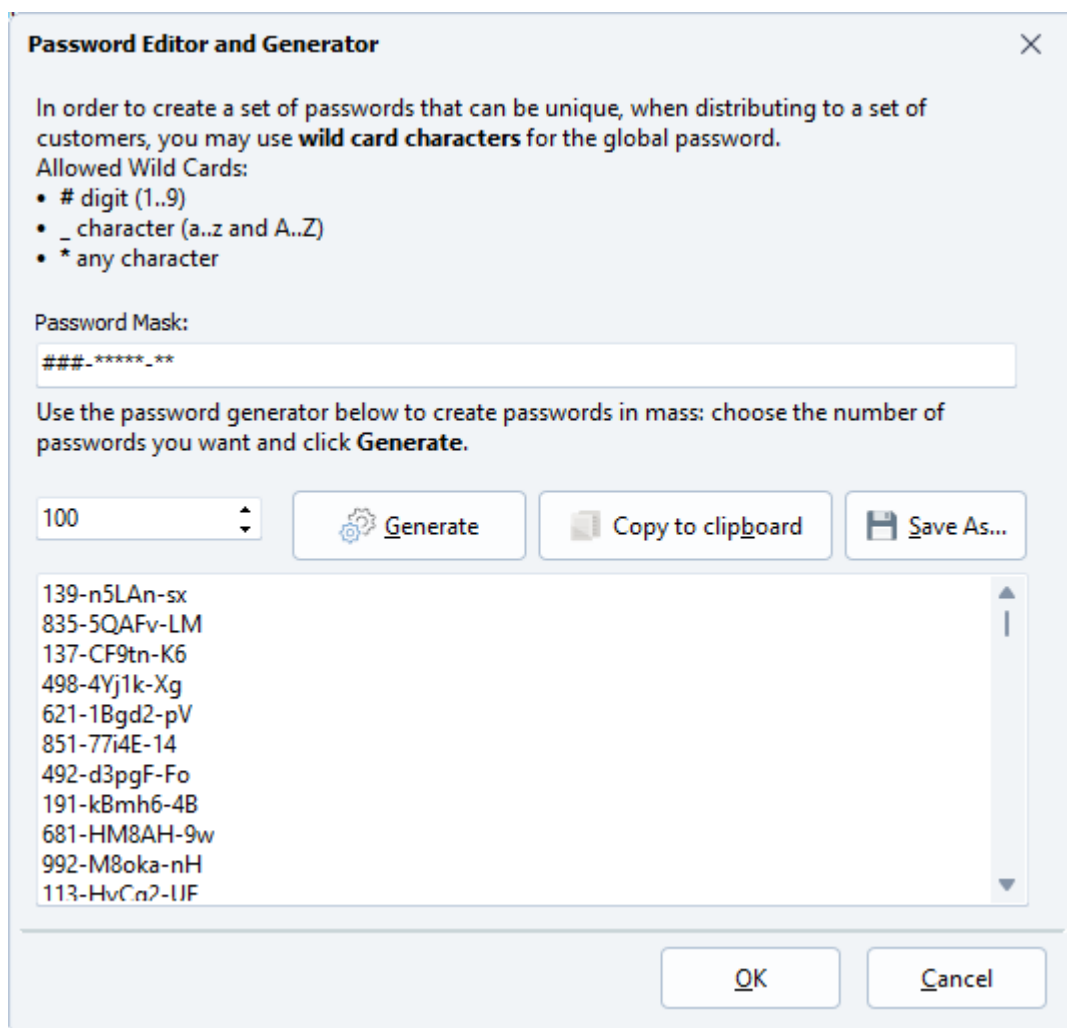 Password Editor and Generator
In order to create a set of passwords that can be unique, when distributing to a set of
customers, you may use wild card characters for the global password.
Allowed Wild Cards:
• # digit (1..9)
• _ character (a..z and A..Z)
• * any character
Password Mask:
###-*****-**
Use the password generator below to create passwords in mass: choose the number of
passwords you want and click Generate.
100
Generate
Copy to clipboard
Save As...
139-n5LAn-sx
835-5QAFv-LM
137-CF9tn-K6
498-4Yj1k-Xg
621-1Bgd2-pV
851-77i4E-14
492-d3pgF-Fo
191-kBmh6-4B
681-HM8AH-9w
992-M8oka-nH
OK
Cancel